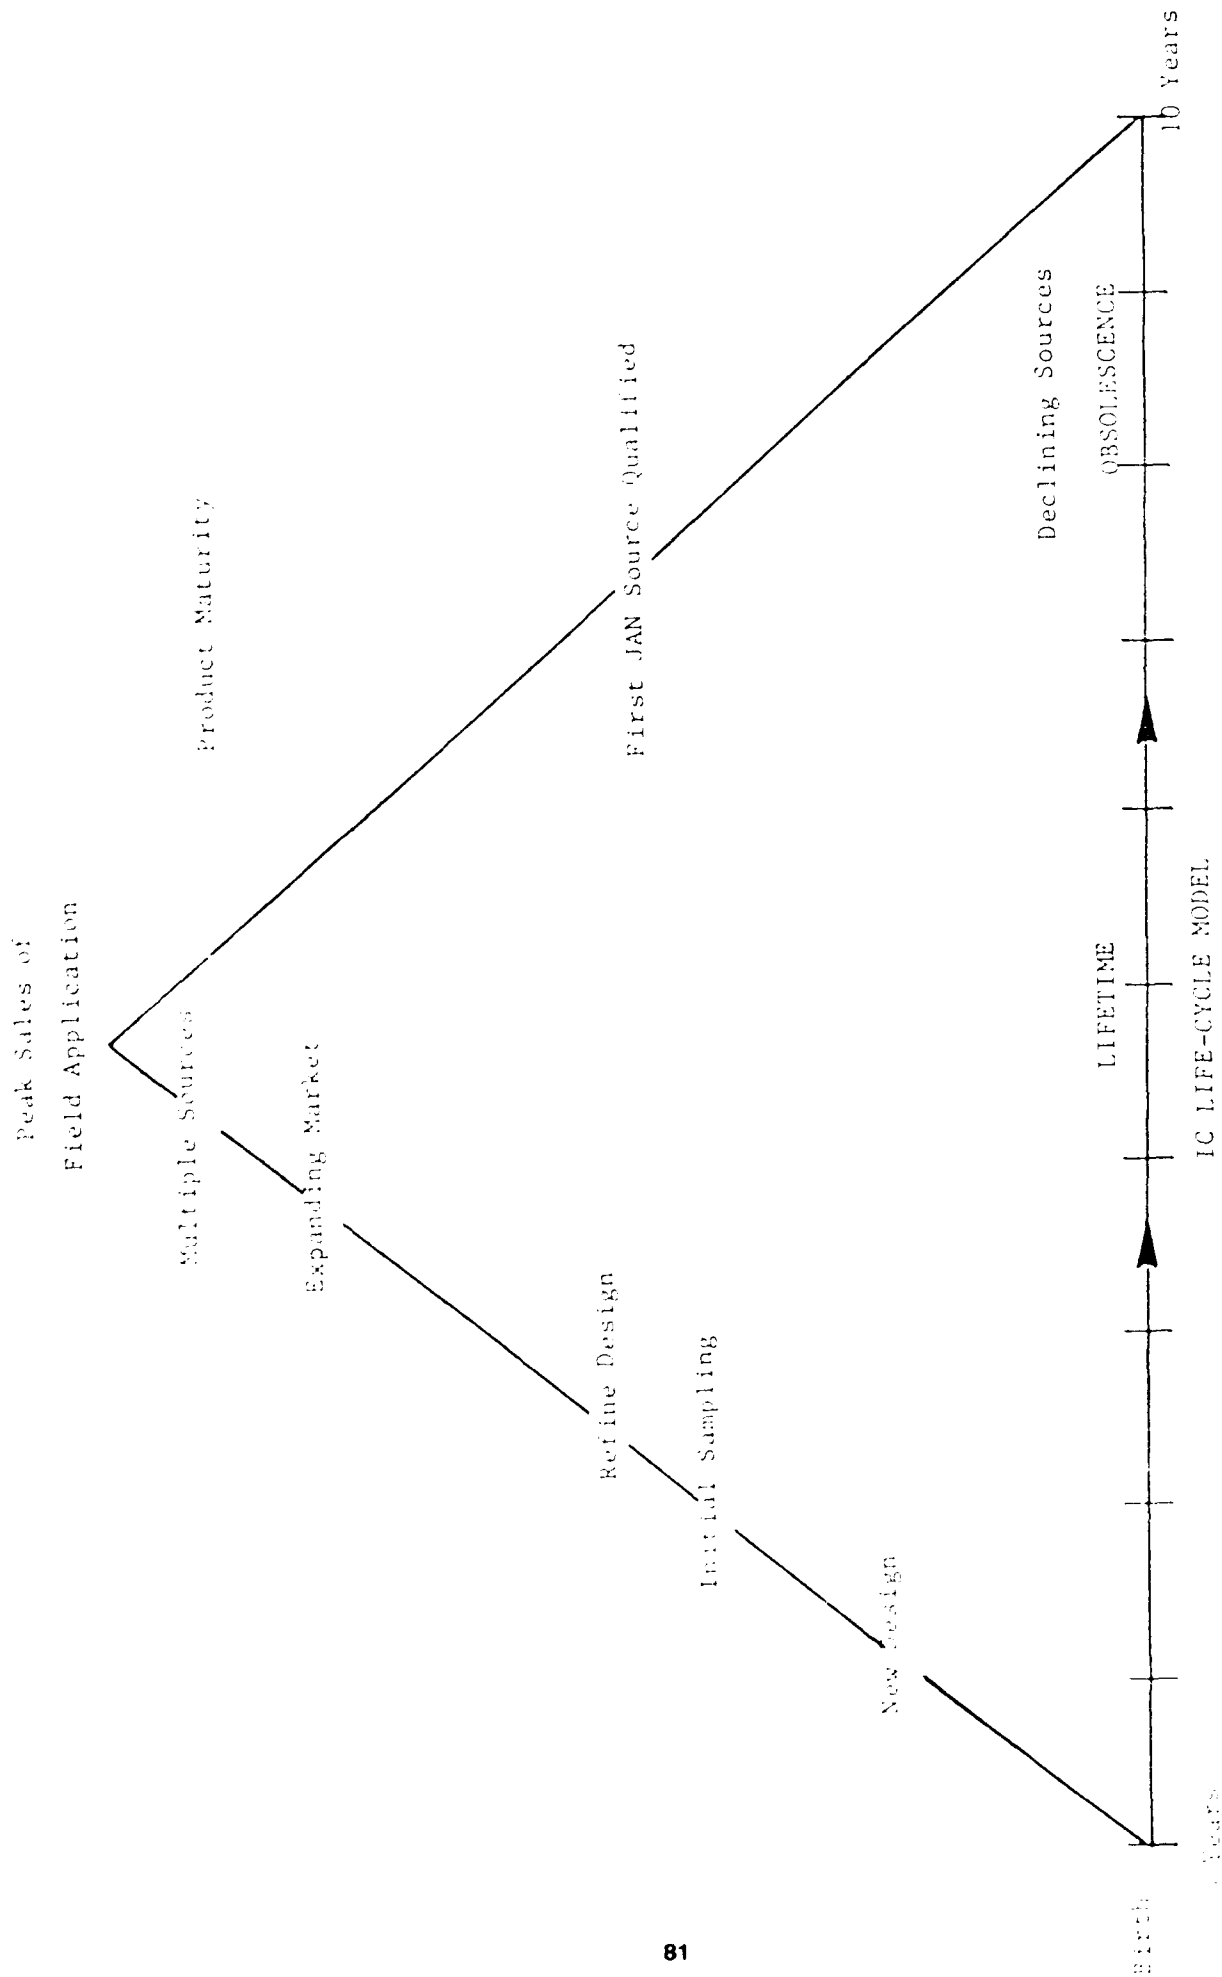 Peak Sales of
Field Application
Multiple Sources
Product Maturity
Expanding Market
Refine Design
First JAN Source Qualified
Initial Sampling
New Design
Declining Sources
LIFETIME
OBSOLESCENCE
Birth
10 Years
IC LIFE-CYCLE MODEL
Years
81